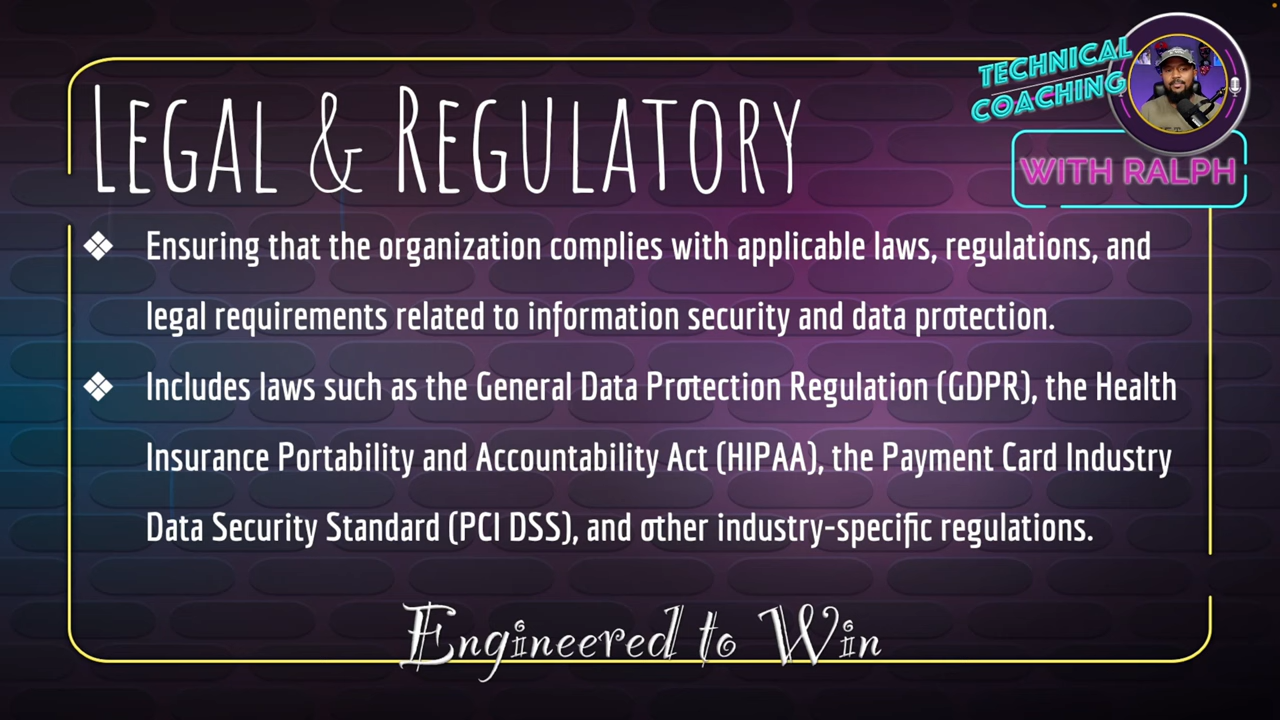 TECHNICAL
COACHING
WITH RALPH
LEGAL & REGULATORY
❖ Ensuring that the organization complies with applicable laws, regulations, and
legal requirements related to information security and data protection.
❖ Includes laws such as the General Data Protection Regulation (GDPR), the Health
Insurance Portability and Accountability Act (HIPAA), the Payment Card Industry
Data Security Standard (PCI DSS), and other industry-specific regulations.
Engineered to Win